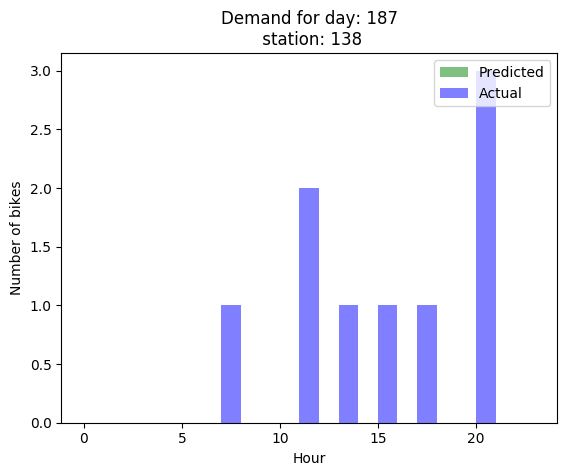 Demand for day: 187
station: 138
Predicted
Actual
3.0
2.5
2.0
1.5
1.0
0.5
0.0
Number of bikes
0
5
10
15
20
Hour